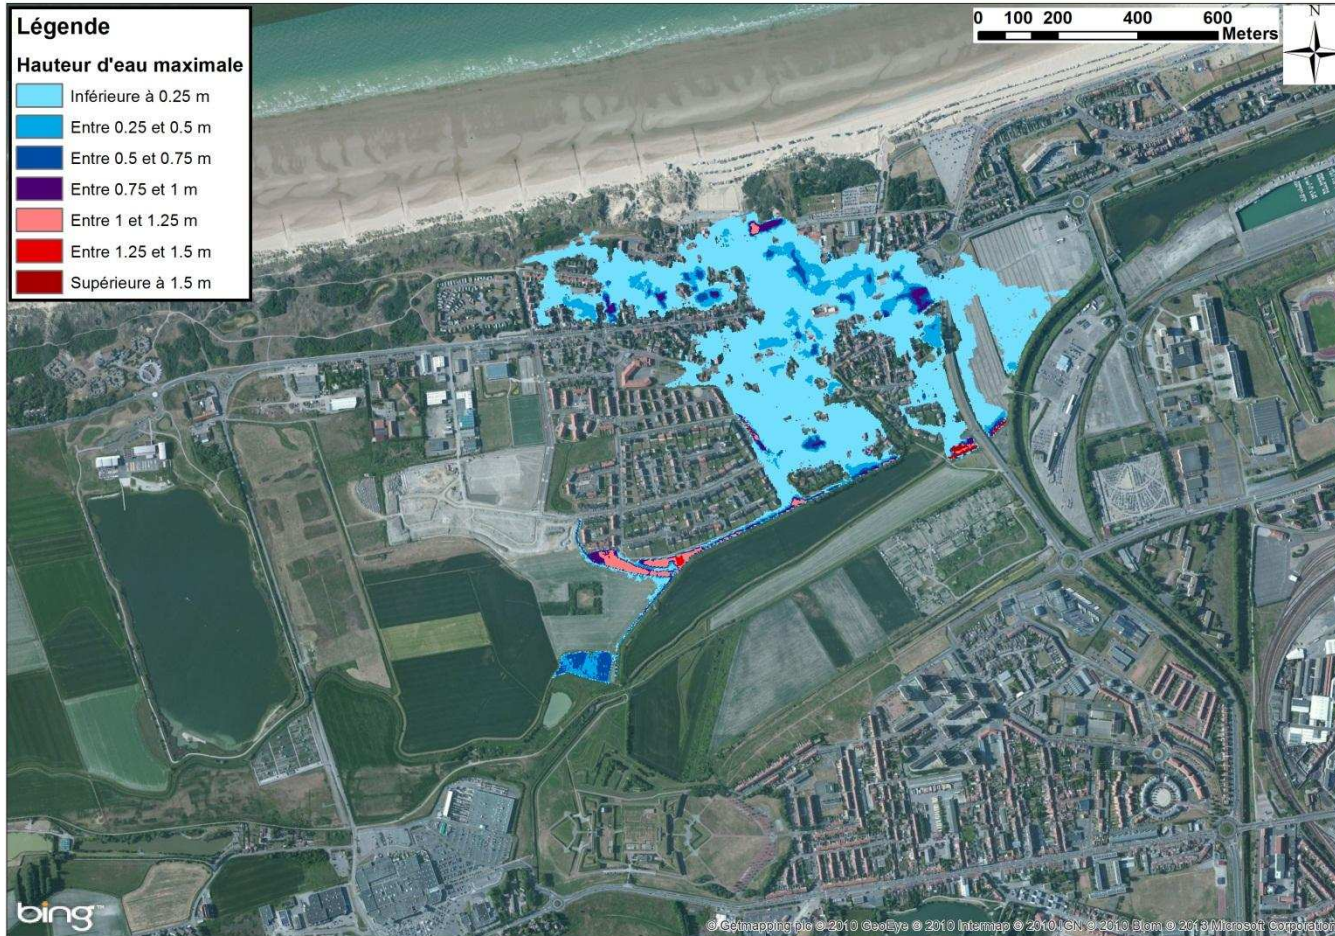 Légende
Hauteur d'eau maximale
Inférieure à 0.25 m
Entre 0.25 et 0.5 m
Entre 0.5 et 0.75 m
Entre 0.75 et 1 m
Entre 1 et 1.25 m
Entre 1.25 et 1.5 m
Supérieure à 1.5 m
0 100 200 400 600
Meters
N
bing™
© Getmapping plc © 2010 GeoEye © 2010 Intermap © 2010 IGN © 2010 Blom © 2013 Microsoft Corporation